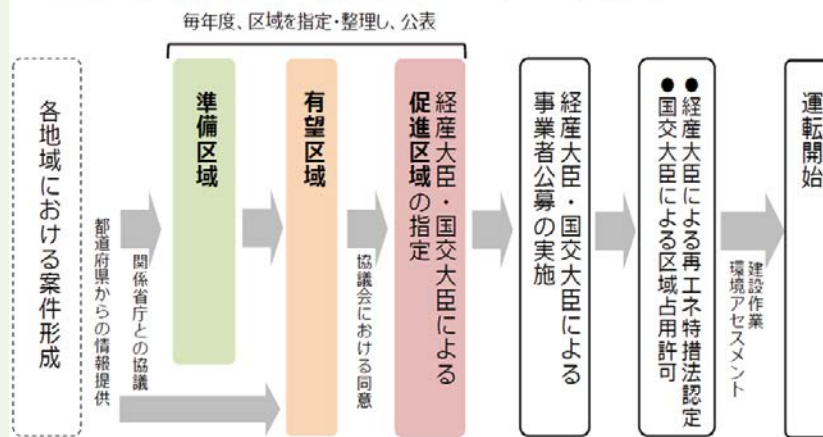 毎年度、区域を指定・整理し、公表
各地域における案件形成
都道府県からの情報提供
関係省庁との協議
準備区域
有望区域
協議会における同意
経産大臣・国交大臣による
促進区域の指定
経産大臣・国交大臣による
事業者公募の実施
●経産大臣による再エネ特措法認定
●国交大臣による区域占用許可
建設作業
環境アセスメント
運転開始